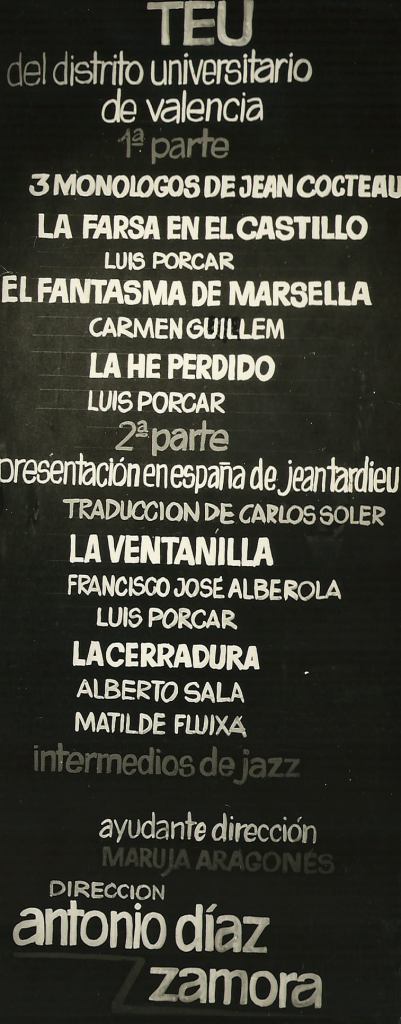 TEU
del distrito universitario
de valencia
1ª parte
3 MONOLOGOS DE JEAN COCTEAU
LA FARSA EN EL CASTILLO
LUIS PORCAR
EL FANTASMA DE MARSELLA
CARMEN GUILLEM
LA HE PERDIDO
LUIS PORCAR
2ª parte
presentación en españa de jean tardieu
TRADUCCION DE CARLOS SOLER
LA VENTANILLA
FRANCISCO JOSÉ ALBEROLA
LUIS PORCAR
LA CERRADURA
ALBERTO SALA
MATILDE FLUIXÁ
intermedios de jazz
ayudante dirección
MARUJA ARAGONÉS
DIRECCION
antonio díaz
zamora